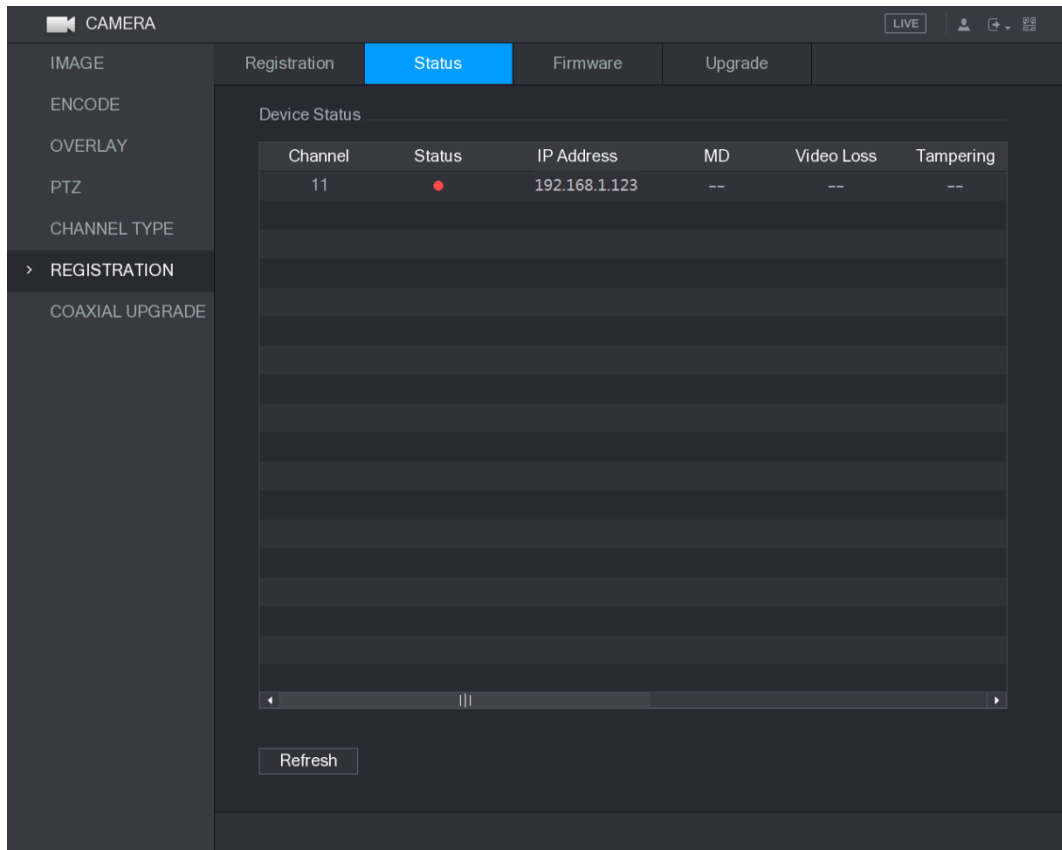 CAMERA LIVE
IMAGE
ENCODE
OVERLAY
PTZ
CHANNEL TYPE
> REGISTRATION
COAXIAL UPGRADE
Registration Status Firmware Upgrade
Device Status
Channel Status IP Address MD Video Loss Tampering
11 192.168.1.123 -- -- --
Refresh